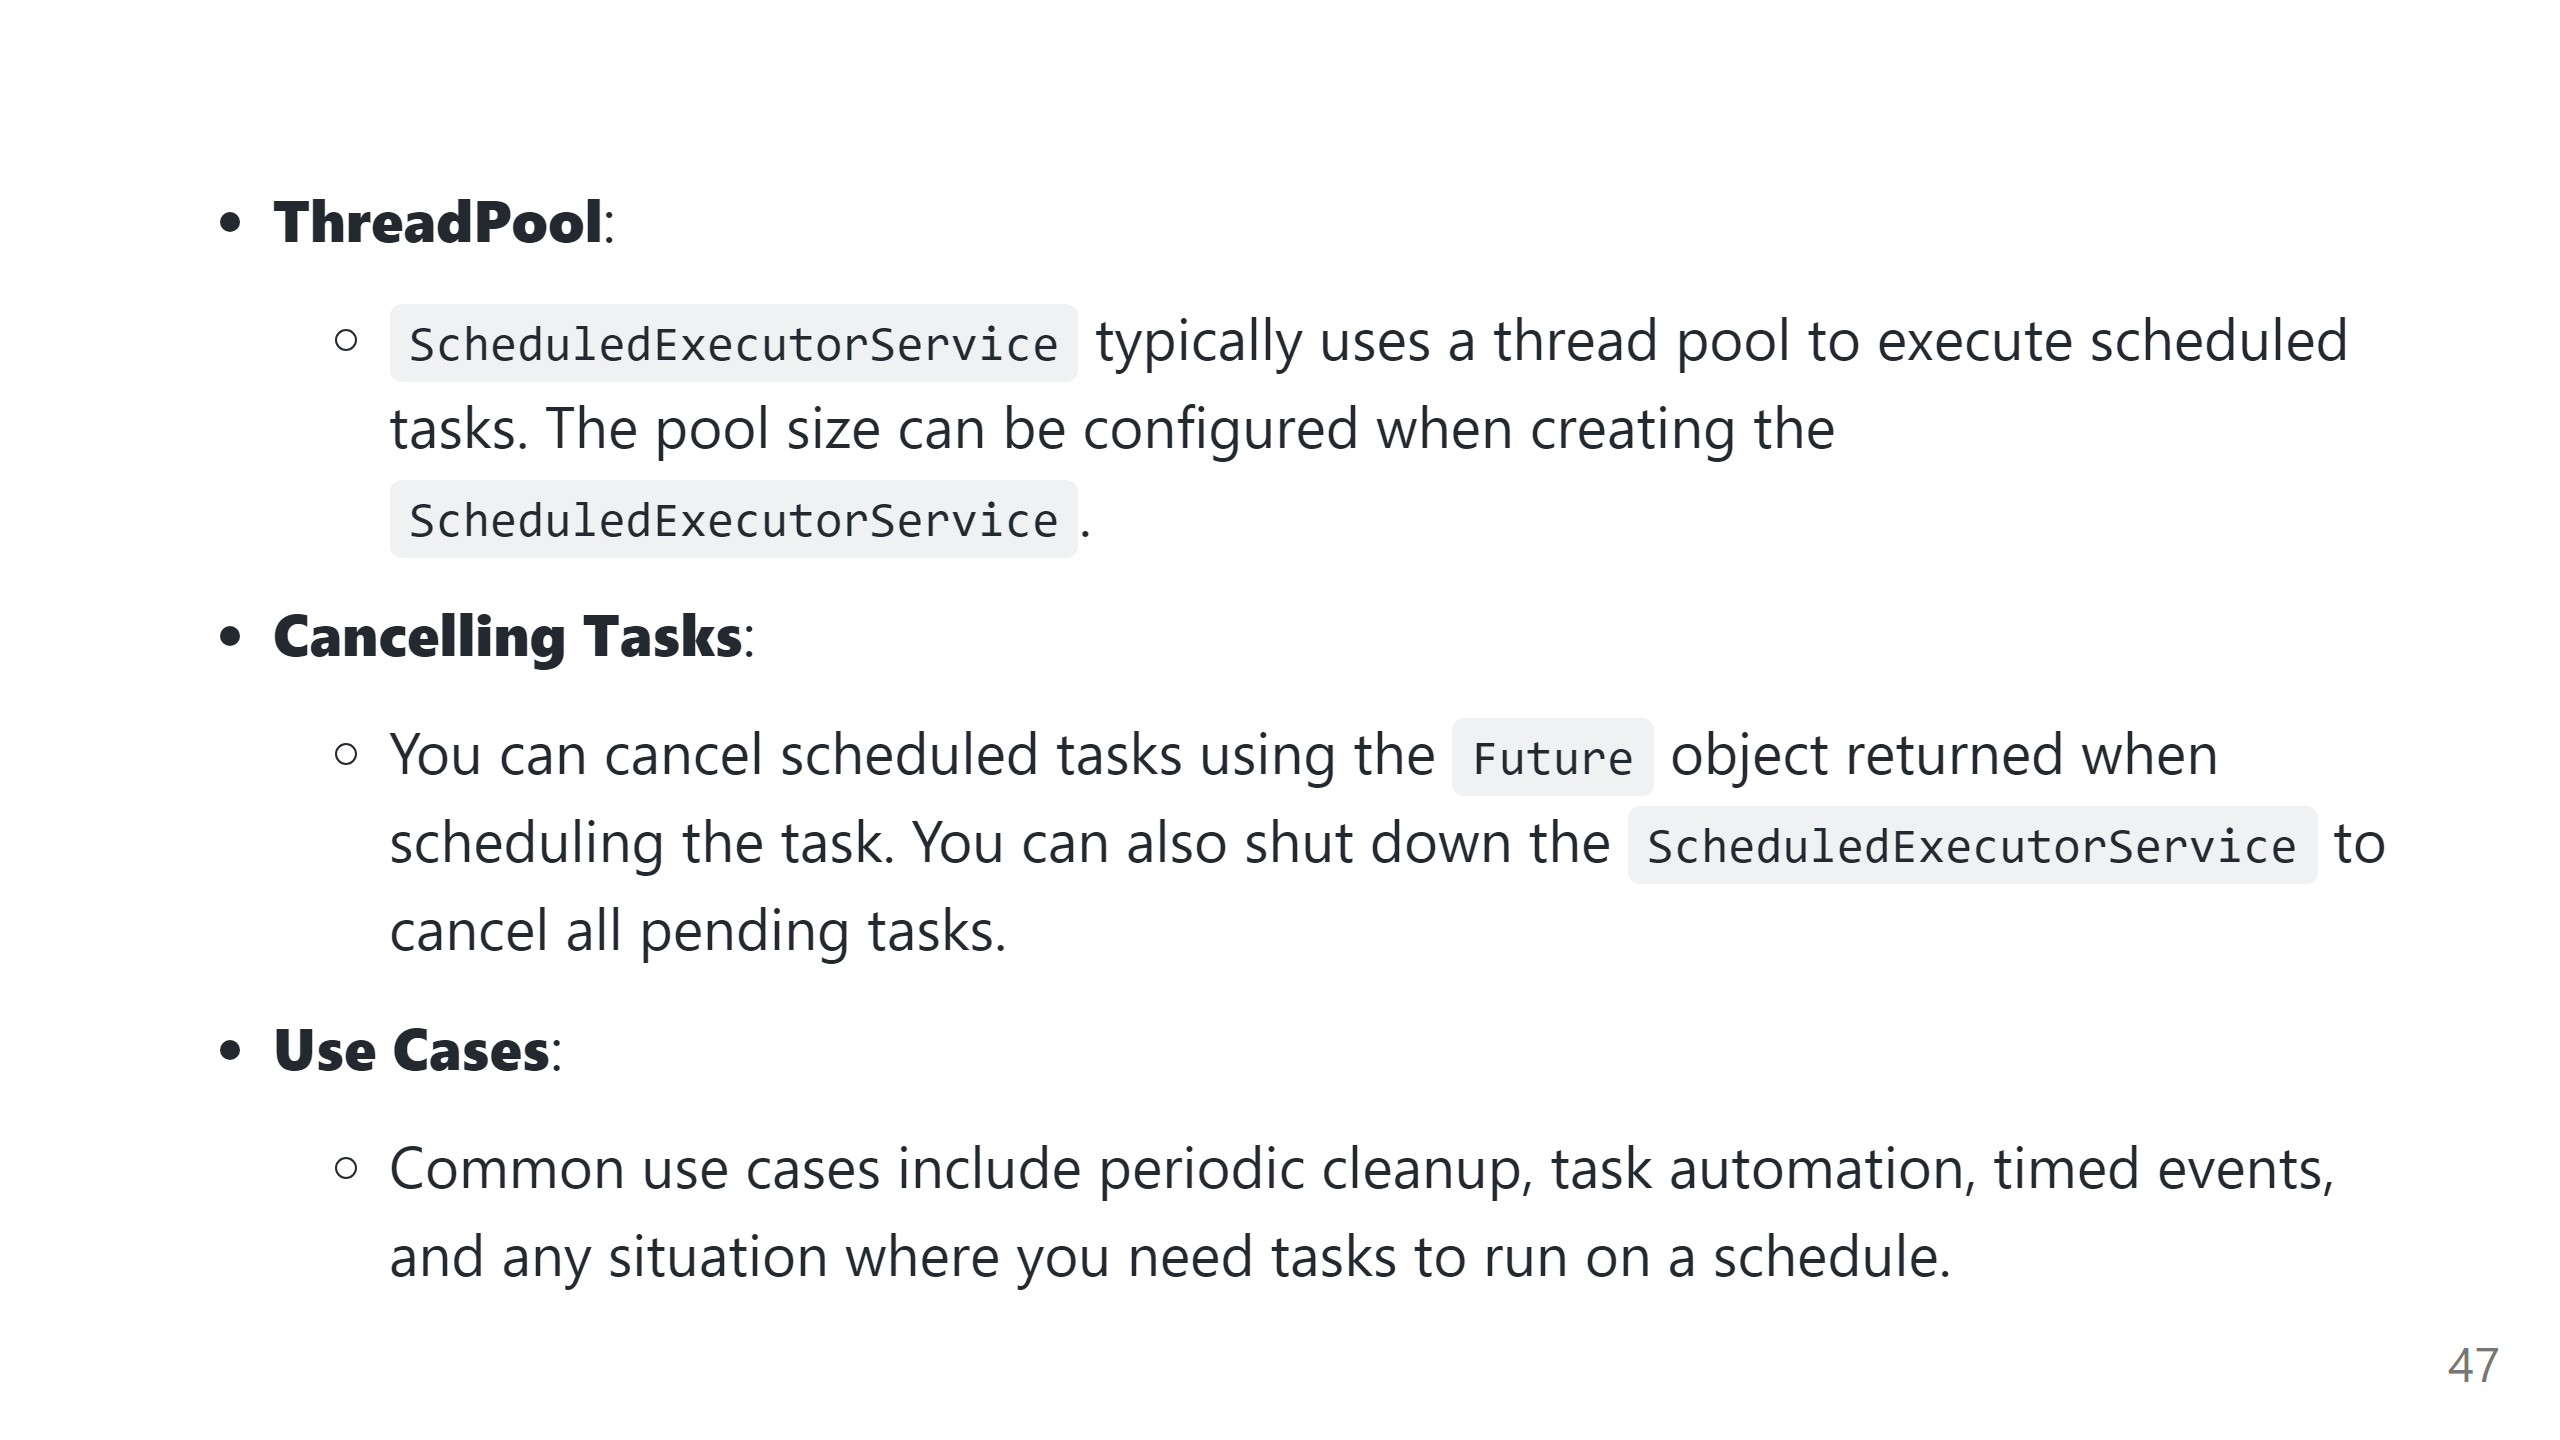 • ThreadPool:
○ ScheduledExecutorService typically uses a thread pool to execute scheduled
tasks. The pool size can be configured when creating the
ScheduledExecutorService.
• Cancelling Tasks:
○ You can cancel scheduled tasks using the Future object returned when
scheduling the task. You can also shut down the ScheduledExecutorService to
cancel all pending tasks.
• Use Cases:
○ Common use cases include periodic cleanup, task automation, timed events,
and any situation where you need tasks to run on a schedule.
47